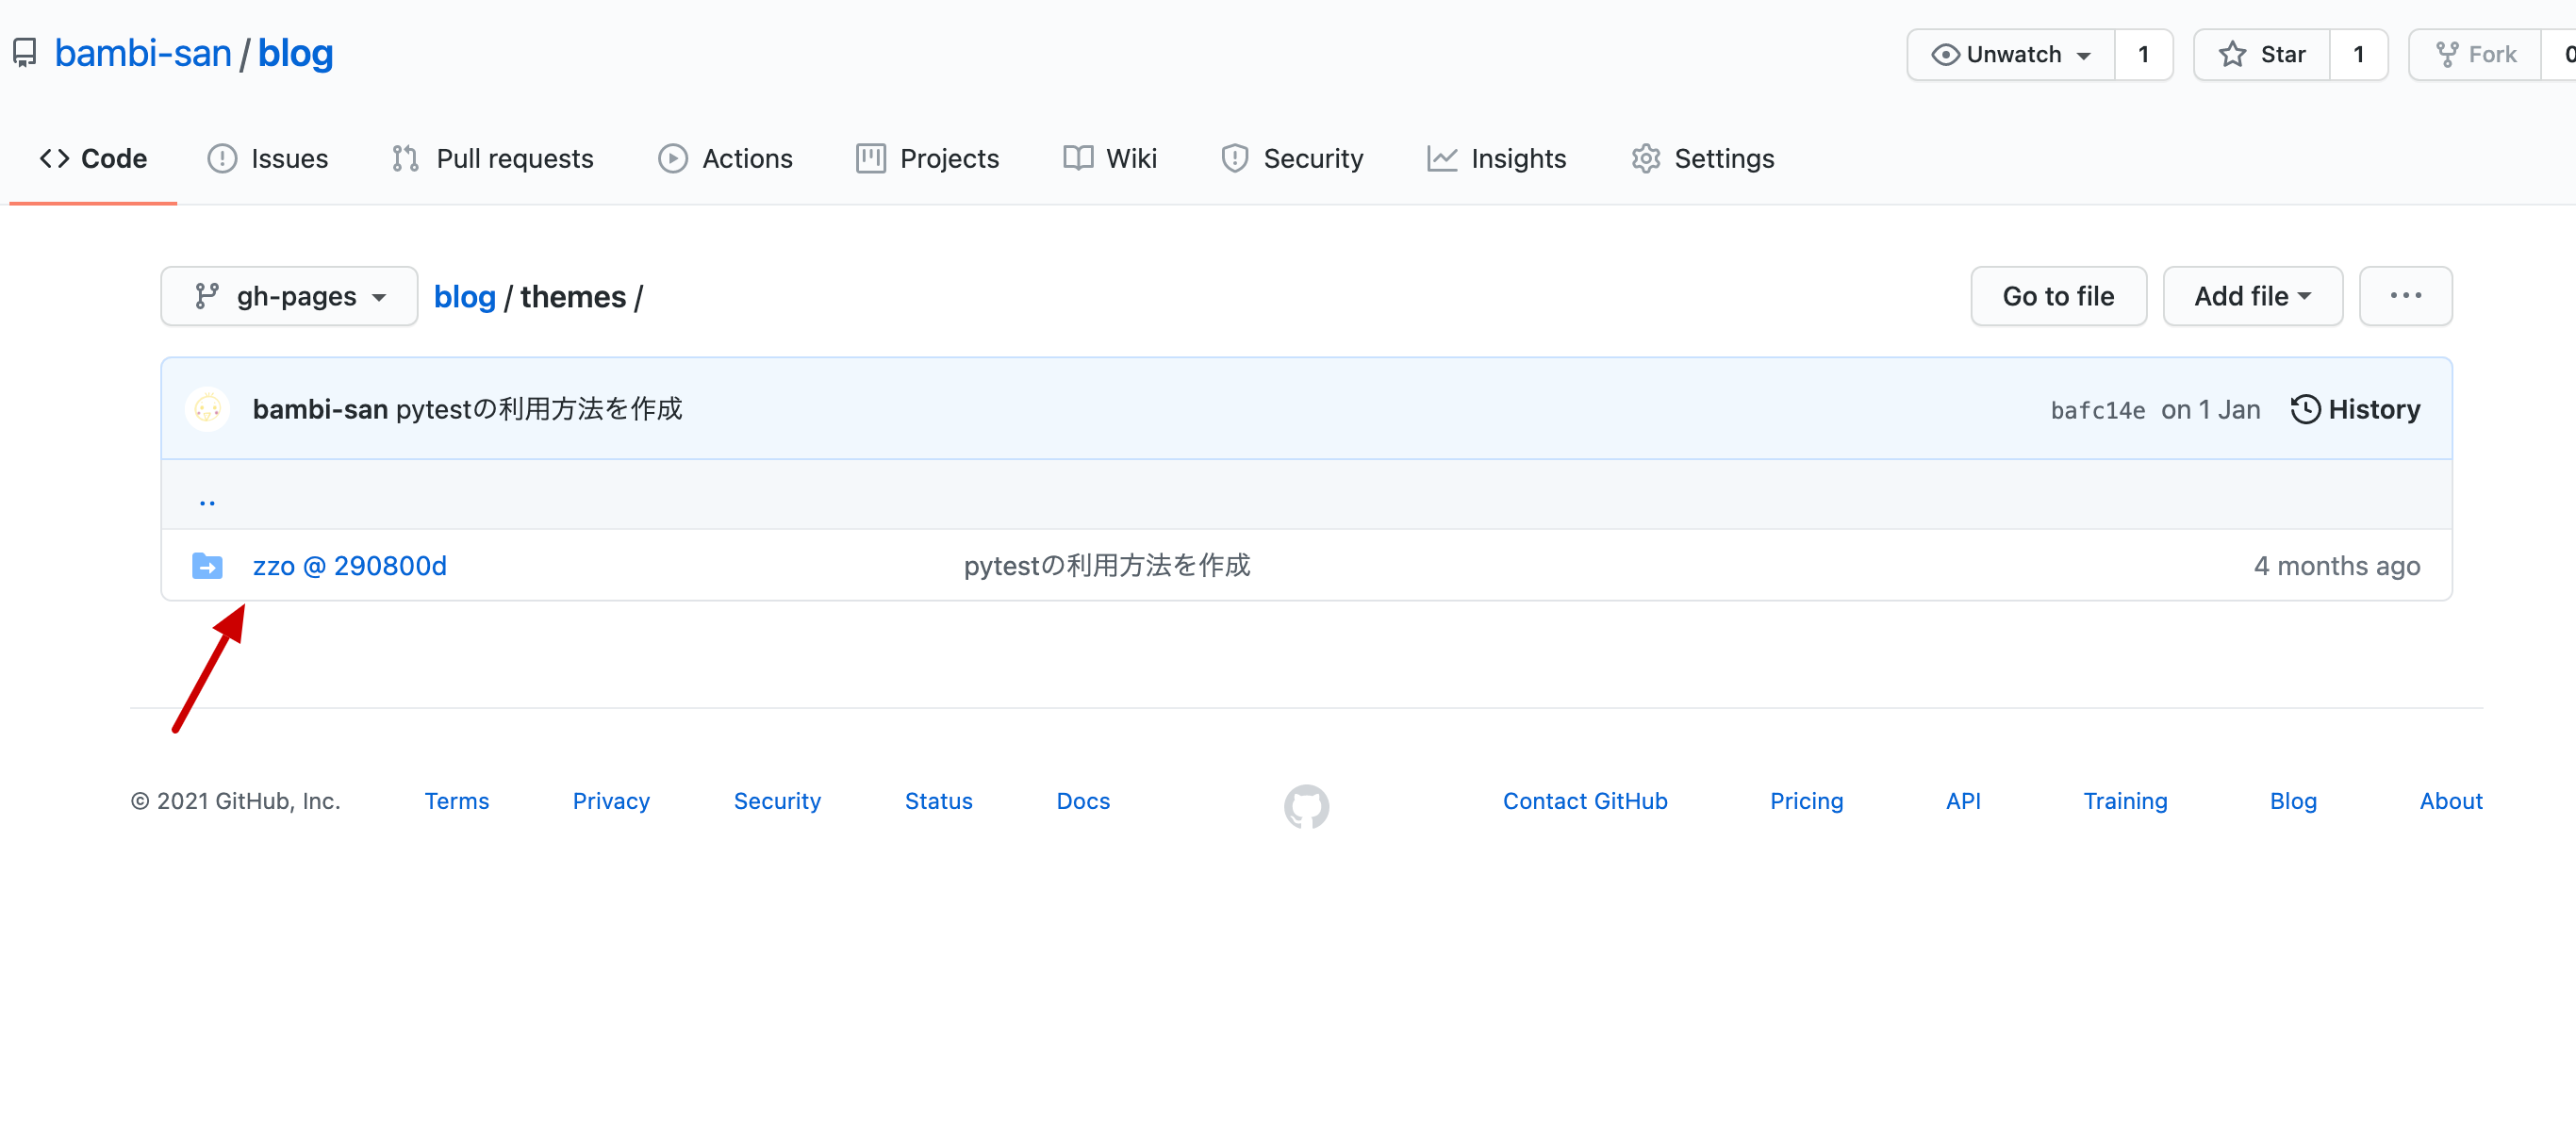 bambi-san / blog
Unwatch 1 Star 1 Fork 0
Code Issues Pull requests Actions Projects Wiki Security Insights Settings
gh-pages blog / themes / Go to file Add file ...
bambi-san pytestの利用方法を作成 bafc14e on 1 Jan History
..
zzo @ 290800d pytestの利用方法を作成 4 months ago
© 2021 GitHub, Inc. Terms Privacy Security Status Docs Contact GitHub Pricing API Training Blog About